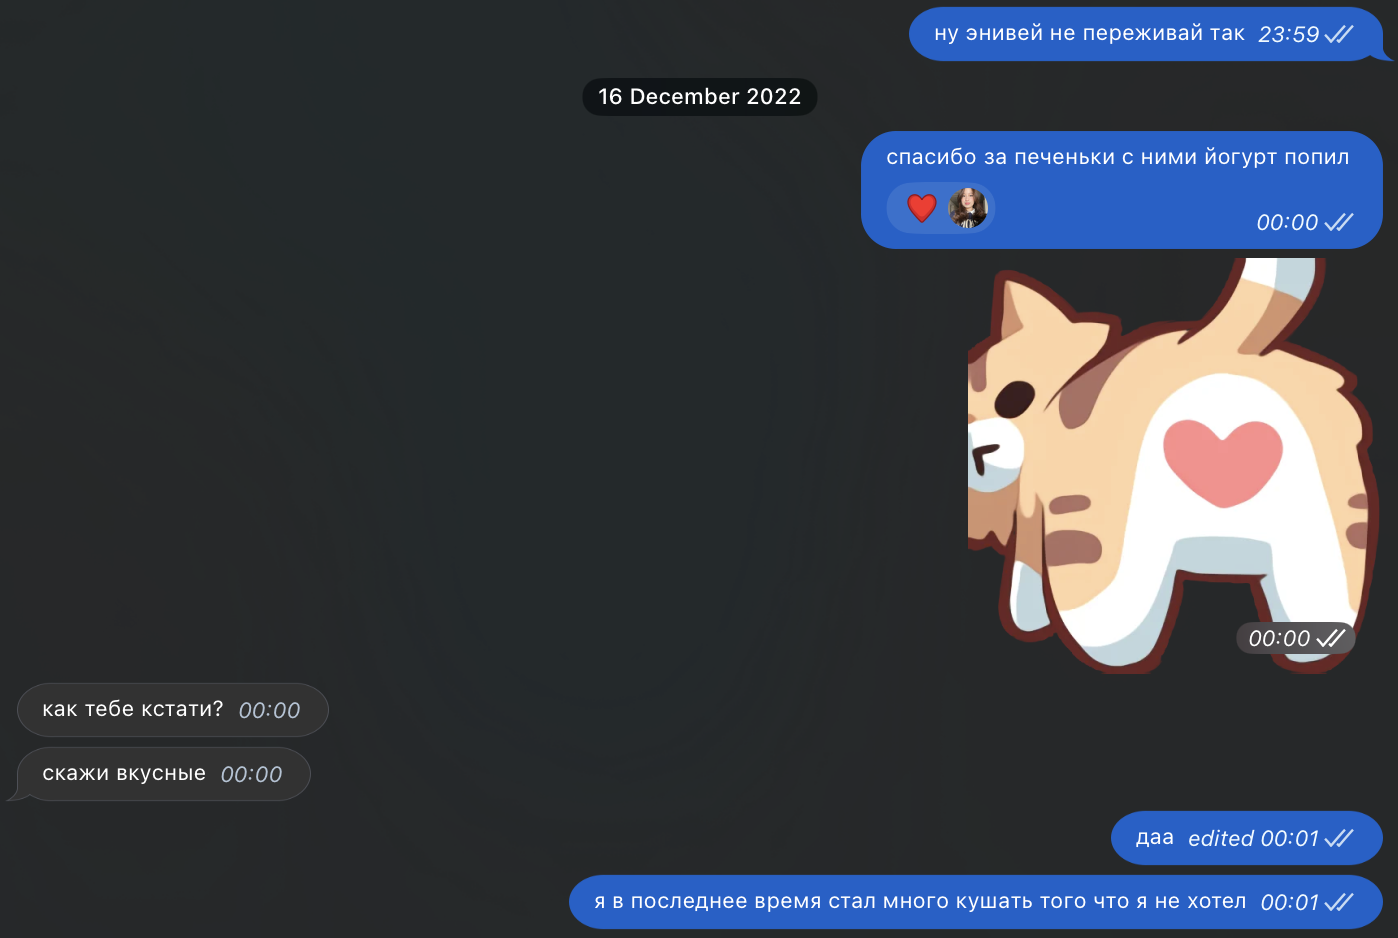 ну энивей не переживай так 23:59
16 December 2022
спасибо за печеньки с ними йогурт попил
00:00
00:00
как тебе кстати? 00:00
скажи вкусные 00:00
даа edited 00:01
я в последнее время стал много кушать того что я не хотел 00:01